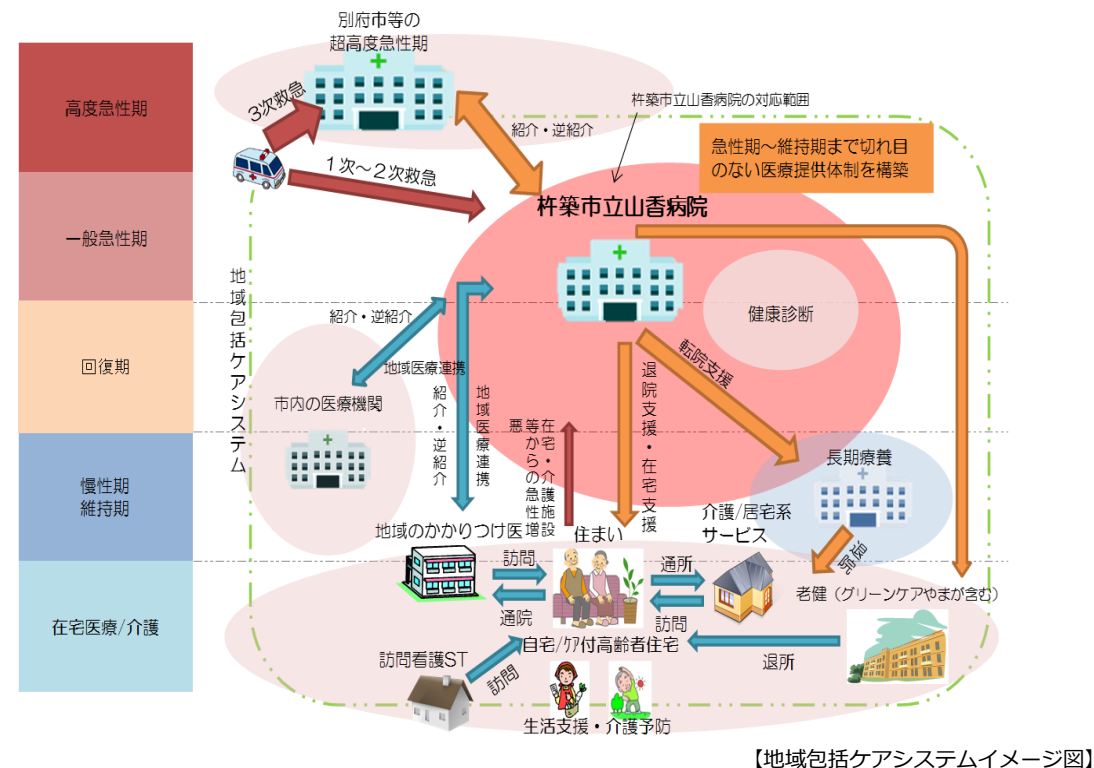 別府市等の
超高度急性期
高度急性期
一般急性期
回復期
慢性期
維持期
在宅医療/介護
3次救急
1次~2次救急
紹介・逆紹介
杵築市立山香病院の対応範囲
急性期~維持期まで切れ目
のない医療提供体制を構築
杵築市立山香病院
健康診断
地域包括ケアシステム
紹介・逆紹介
地域医療連携
市内の医療機関
紹介・逆紹介
地域医療連携
在宅・介護施設
等からの急性増
悪
退院支援・在宅支援
転院支援
長期療養
地域のかかりつけ医
住まい
介護/居宅系
サービス
訪問
通院
通所
訪問
老健(グリーンケアやまが含む)
自宅/ケア付高齢者住宅
退所
訪問看護ST
訪問
生活支援・介護予防
【地域包括ケアシステムイメージ図】